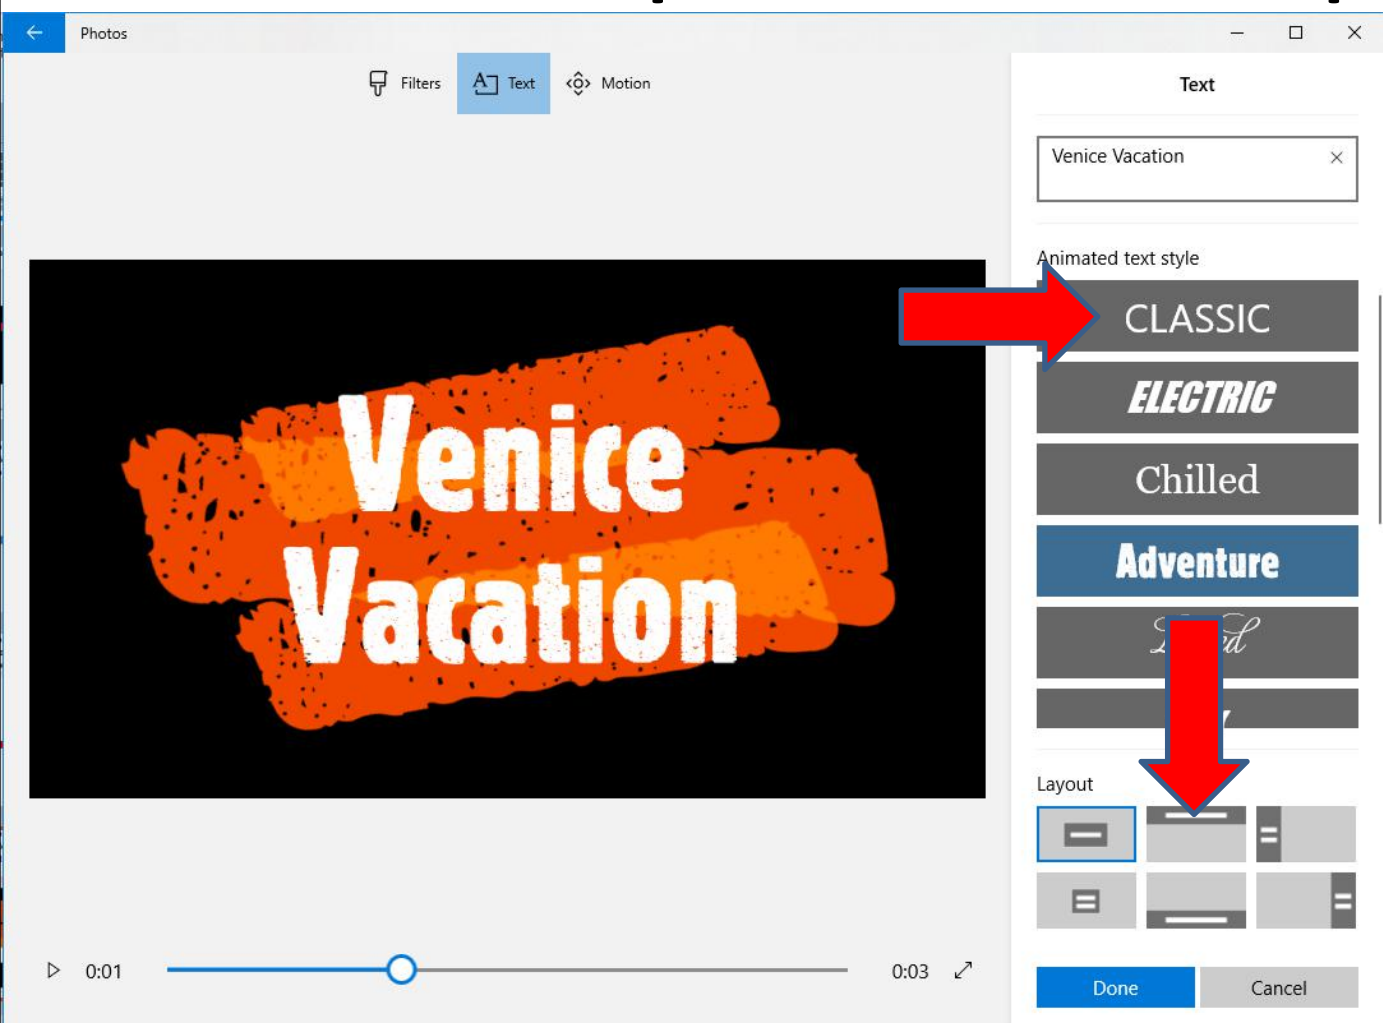 Photos
Filters
Text
Motion
Text
Venice Vacation
Animated text style
CLASSIC
ELECTRIC
Chilled
Adventure
Venice
Vacation
Layout
0:01
0:03
Done
Cancel